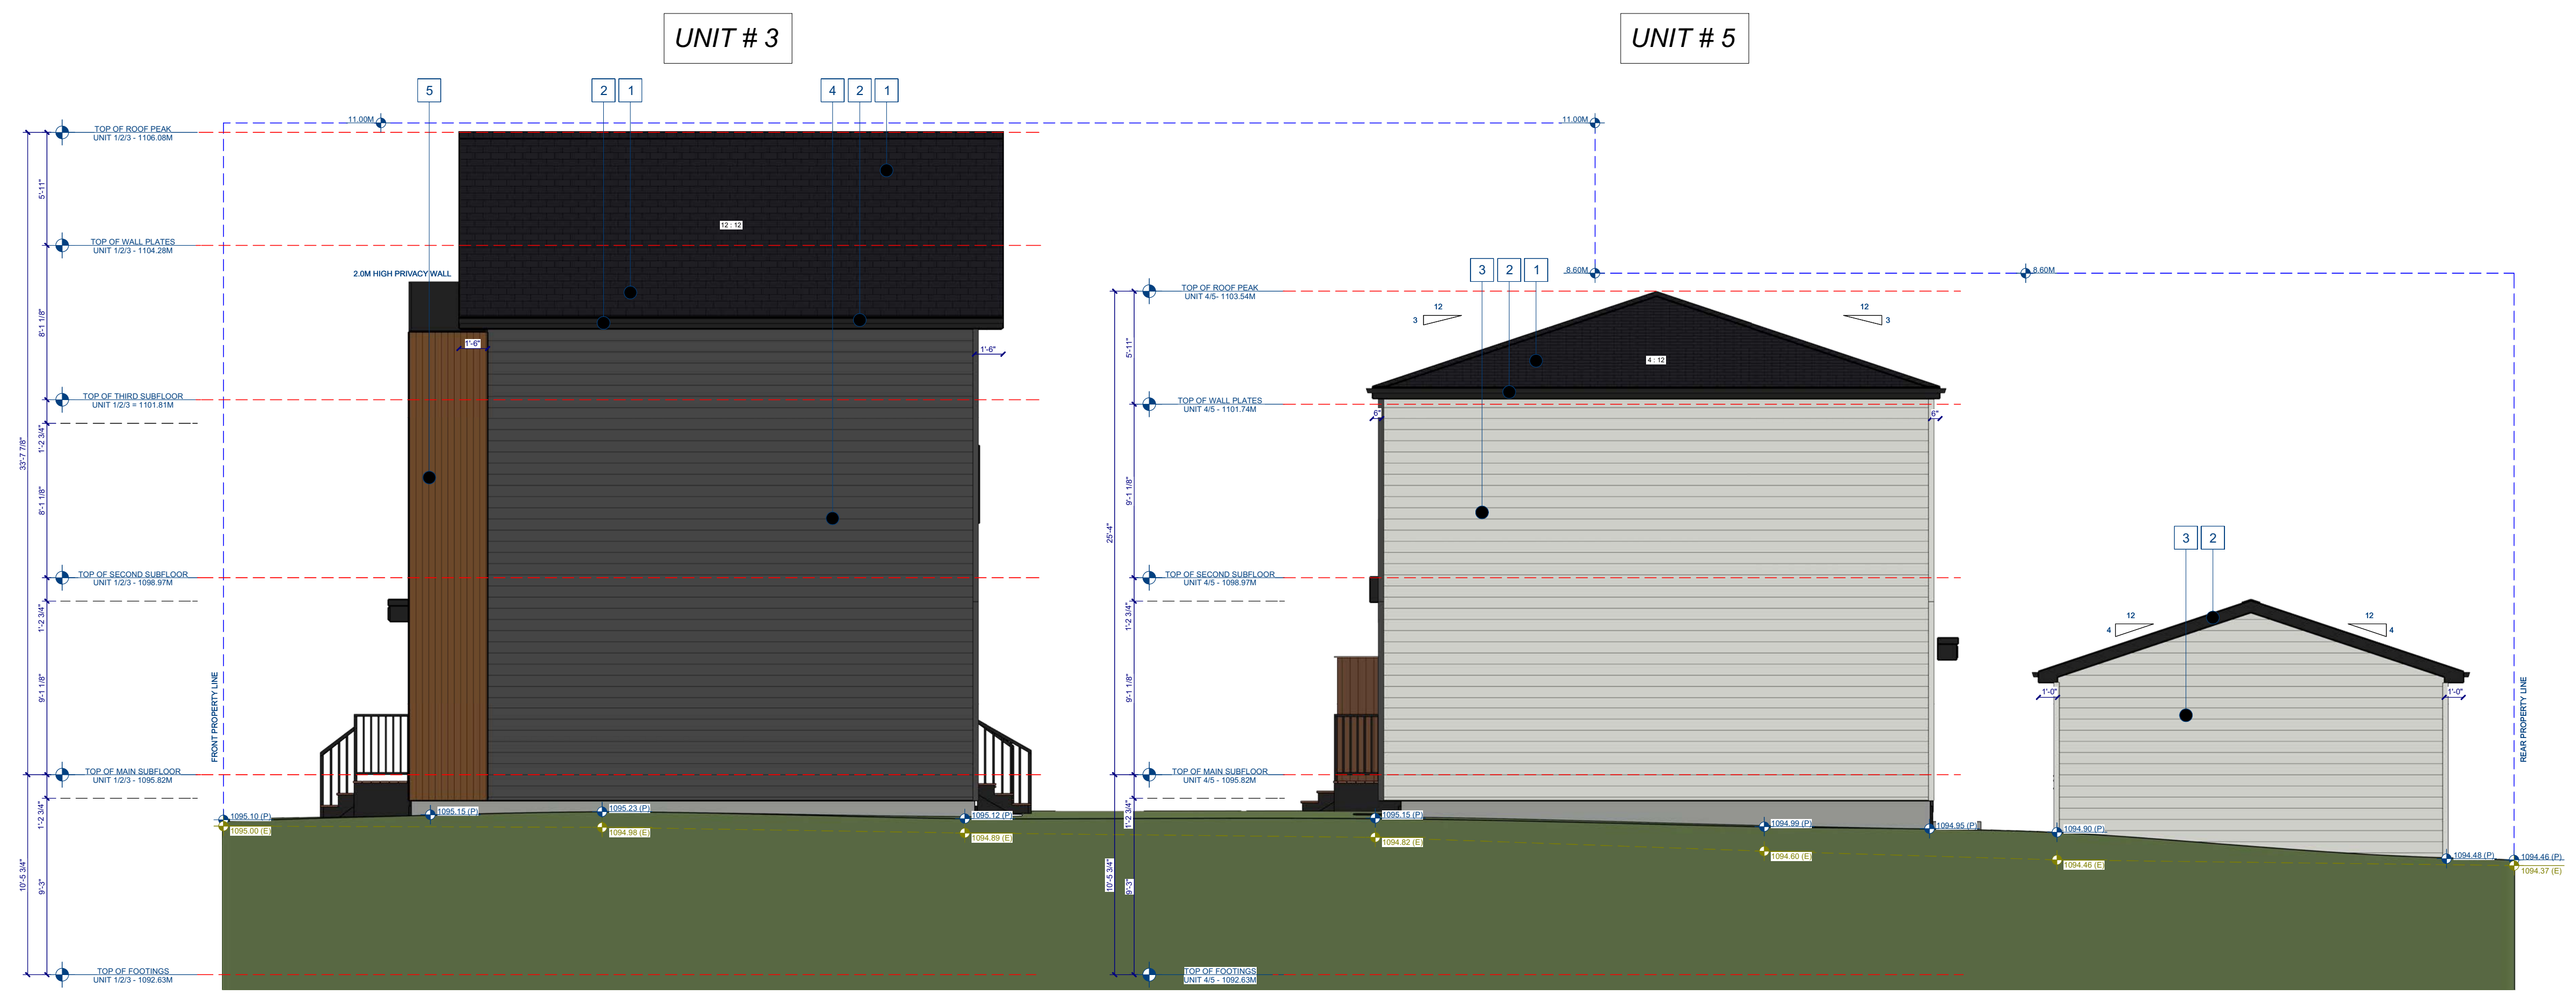 UNIT # 3
UNIT # 5
5
2
1
4
2
1
11.00M
11.00M
TOP OF ROOF PEAK
UNIT 1/2/3 - 1106.08M
5'-11"
12 : 12
TOP OF WALL PLATES
UNIT 1/2/3 - 1104.28M
2.0M HIGH PRIVACY WALL
8'-1 1/8"
1'-6"
1'-6"
TOP OF THIRD SUBFLOOR
UNIT 1/2/3 = 1101.81M
1'-2 3/4"
33'-7 7/8"
8'-1 1/8"
TOP OF SECOND SUBFLOOR
UNIT 1/2/3 - 1098.97M
1'-2 3/4"
9'-1 1/8"
FRONT PROPERTY LINE
TOP OF MAIN SUBFLOOR
UNIT 1/2/3 - 1095.82M
1'-2 3/4"
10'-5 3/4"
9'-3"
TOP OF FOOTINGS
UNIT 1/2/3 - 1092.63M
1095.10 (P)
1095.00 (E)
1095.15 (P)
1095.23 (P)
1094.98 (E)
1095.12 (P)
1094.89 (E)
8.60M
8.60M
3
2
1
TOP OF ROOF PEAK
UNIT 4/5- 1103.54M
12
3
12
3
5'-11"
4 : 12
TOP OF WALL PLATES
UNIT 4/5 - 1101.74M
6"
6"
9'-1 1/8"
25'-4"
TOP OF SECOND SUBFLOOR
UNIT 4/5 - 1098.97M
1'-2 3/4"
9'-1 1/8"
TOP OF MAIN SUBFLOOR
UNIT 4/5 - 1095.82M
1'-2 3/4"
10'-5 3/4"
9'-3"
TOP OF FOOTINGS
UNIT 4/5 - 1092.63M
1095.15 (P)
1094.82 (E)
1094.99 (P)
1094.60 (E)
1094.95 (P)
3
2
12
4
12
4
1'-0"
1'-0"
REAR PROPERTY LINE
1094.90 (P)
1094.46 (E)
1094.48 (P)
1094.46 (P)
1094.37 (E)